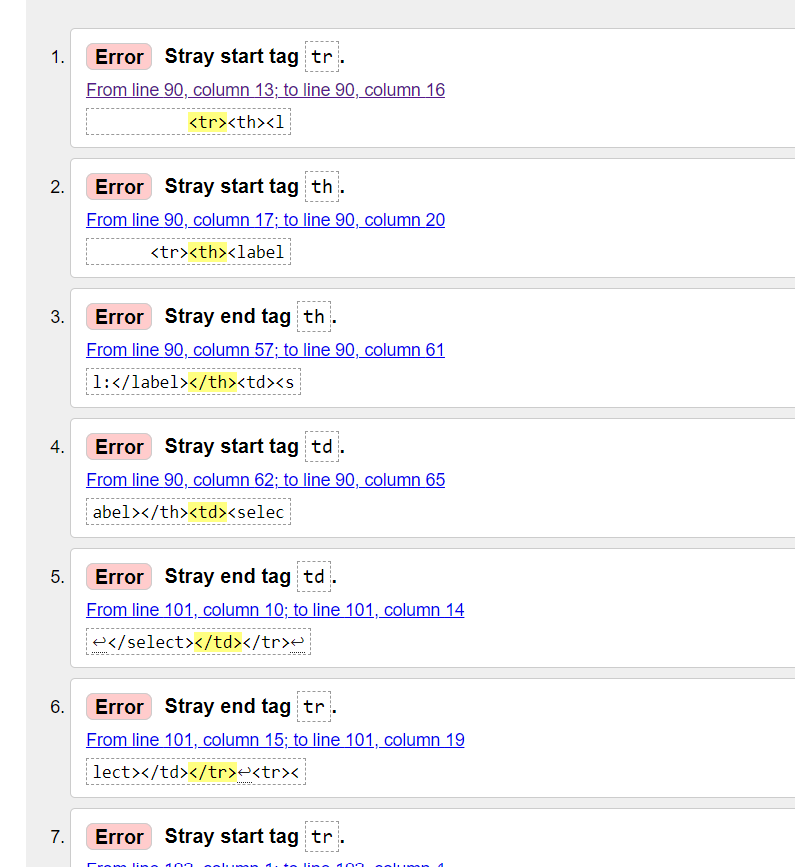 1. Error Stray start tag tr.
From line 90, column 13; to line 90, column 16
<tr><th><l
2. Error Stray start tag th.
From line 90, column 17; to line 90, column 20
<tr><th><label
3. Error Stray end tag th.
From line 90, column 57; to line 90, column 61
l:</label></th><td><s
4. Error Stray start tag td.
From line 90, column 62; to line 90, column 65
abel></th><td><selec
5. Error Stray end tag td.
From line 101, column 10; to line 101, column 14
↩</select></td></tr>↩
6. Error Stray end tag tr.
From line 101, column 15; to line 101, column 19
lect></td></tr>↩<tr><
7. Error Stray start tag tr.